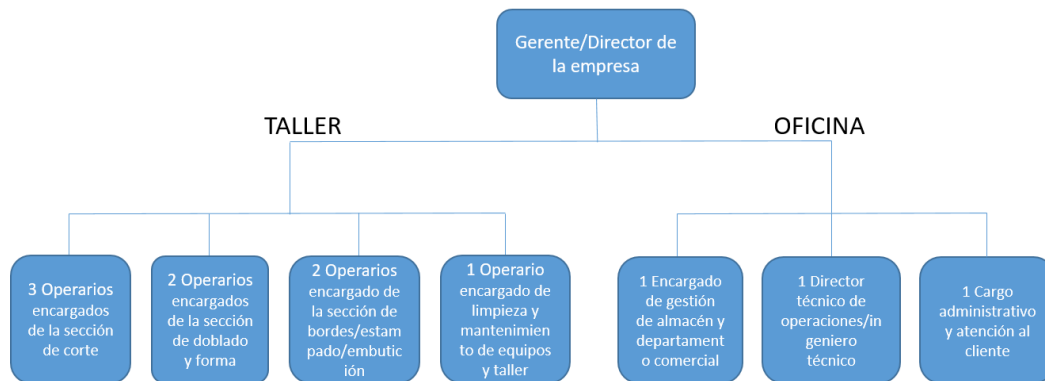 Gerente/Director de
la empresa
TALLER
OFICINA
3 Operarios
encargados
de la sección
de corte
2 Operarios
encargados
de la sección
de doblado
y forma
2 Operarios
encargado de
la sección de
bordes/estam
pado/embutic
ión
1 Operario
encargado de
limpieza y
mantenimien
to de equipos
y taller
1 Encargado
de gestión
de almacén y
departament
o comercial
1 Director
técnico de
operaciones/in
geniero
técnico
1 Cargo
administrativo
y atención al
cliente